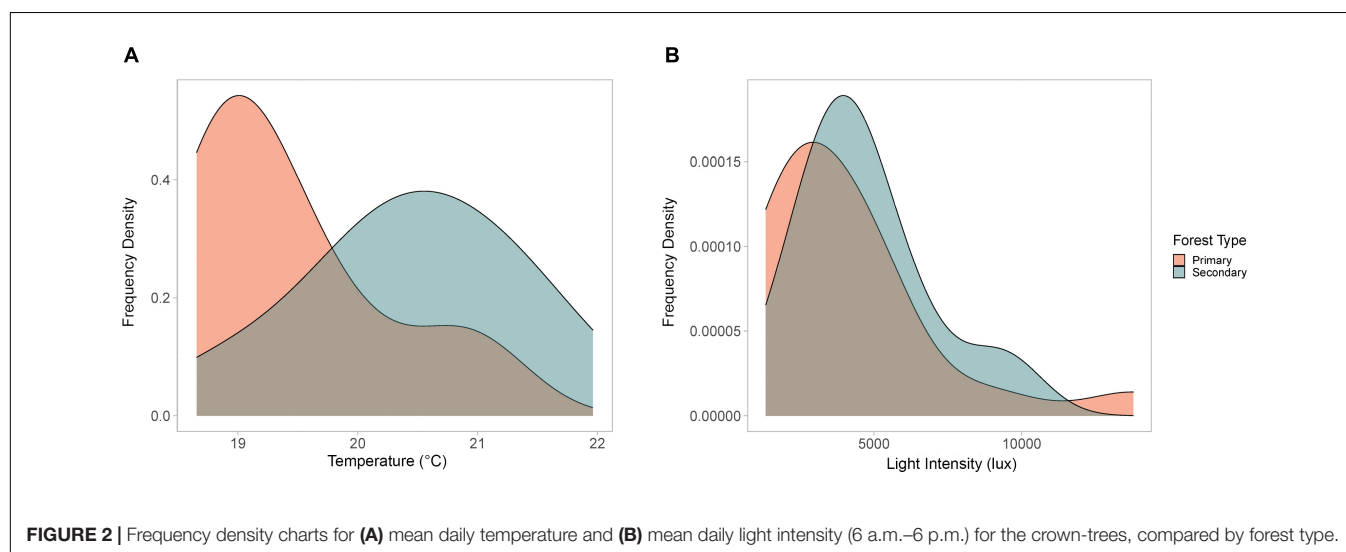 A
Frequency Density
0.4
0.2
0.0
19 20 21 22
Temperature (°C)
B
Frequency Density
0.00015
0.00010
0.00005
0.00000
5000 10000
Light Intensity (lux)
Forest Type
Primary
Secondary
FIGURE 2 | Frequency density charts for (A) mean daily temperature and (B) mean daily light intensity (6 a.m.–6 p.m.) for the crown-trees, compared by forest type.